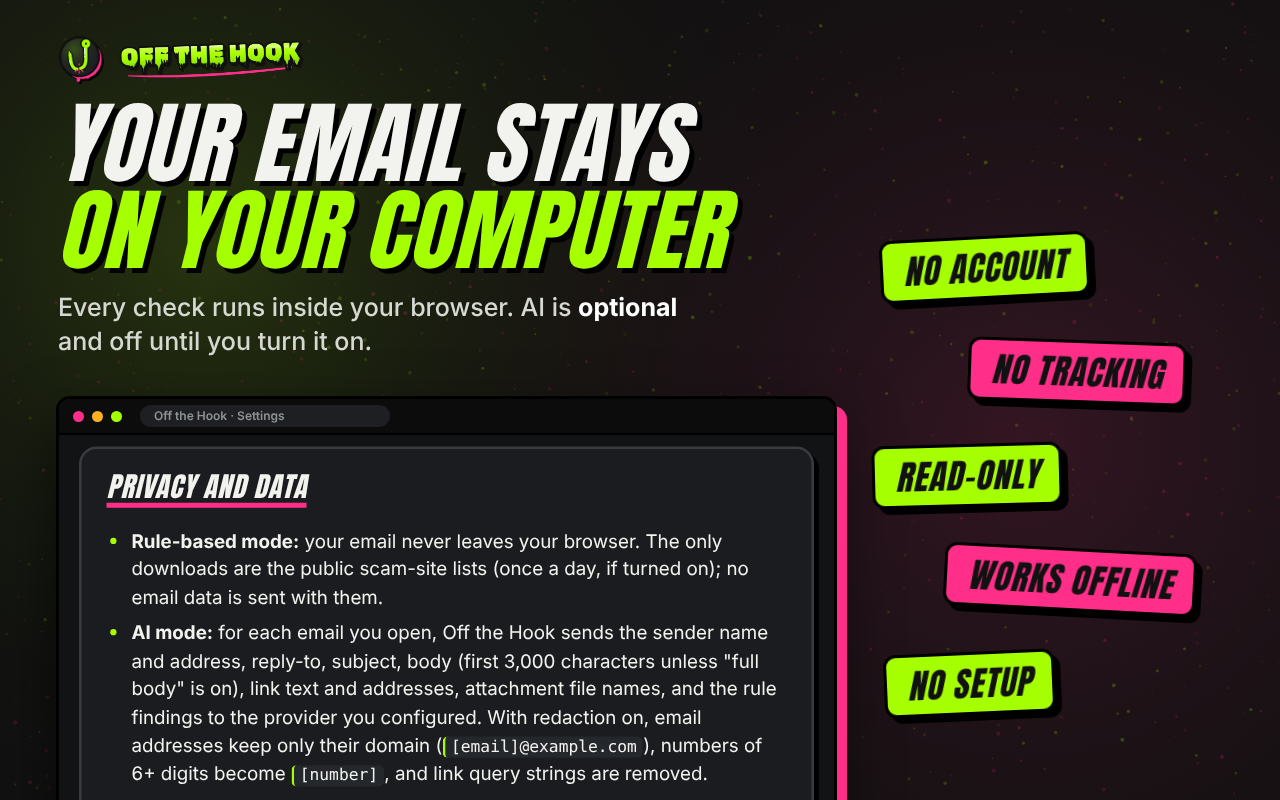 OFF THE HOOK
YOUR EMAIL STAYS
ON YOUR COMPUTER
Every check runs inside your browser. AI is optional
and off until you turn it on.
NO ACCOUNT
NO TRACKING
READ-ONLY
WORKS OFFLINE
NO SETUP
Off the Hook · Settings
PRIVACY AND DATA
• Rule-based mode: your email never leaves your browser. The only
downloads are the public scam-site lists (once a day, if turned on); no
email data is sent with them.
• AI mode: for each email you open, Off the Hook sends the sender name
and address, reply-to, subject, body (first 3,000 characters unless "full
body" is on), link text and addresses, attachment file names, and the rule
findings to the provider you configured. With redaction on, email
addresses keep only their domain ([email]@example.com), numbers of
6+ digits become [number], and link query strings are removed.